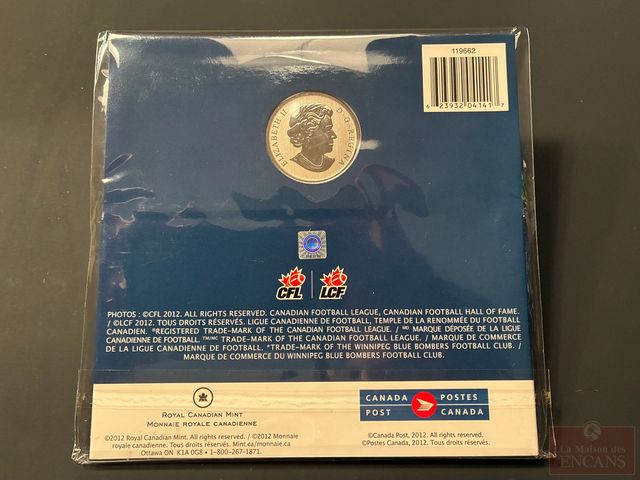 119662
6 23932 04141 7
ELIZABETH II D·G·REGINA
CFL | LCF
PHOTOS : ©CFL 2012. ALL RIGHTS RESERVED. CANADIAN FOOTBALL LEAGUE, CANADIAN FOOTBALL HALL OF FAME.
/ ©LCF 2012. TOUS DROITS RÉSERVÉS. LIGUE CANADIENNE DE FOOTBALL, TEMPLE DE LA RENOMMÉE DU FOOTBALL
CANADIEN. ®REGISTERED TRADE-MARK OF THE CANADIAN FOOTBALL LEAGUE. / MD MARQUE DÉPOSÉE DE LA LIGUE
CANADIENNE DE FOOTBALL. TM/MC TRADE-MARK OF THE CANADIAN FOOTBALL LEAGUE. / MARQUE DE COMMERCE
DE LA LIGUE CANADIENNE DE FOOTBALL. *TRADE-MARK OF THE WINNIPEG BLUE BOMBERS FOOTBALL CLUB. /
MARQUE DE COMMERCE DU WINNIPEG BLUE BOMBERS FOOTBALL CLUB.
ROYAL CANADIAN MINT
MONNAIE ROYALE CANADIENNE
©2012 Royal Canadian Mint. All rights reserved. / ©2012 Monnaie
royale canadienne. Tous droits réservés. Mint.ca/monnaie.ca
Ottawa ON K1A 0G8 • 1-800-267-1871.
CANADA POSTES
POST CANADA
©Canada Post, 2012. All rights reserved.
©Postes Canada, 2012. Tous droits réservés.
La Maison des
ENCANS